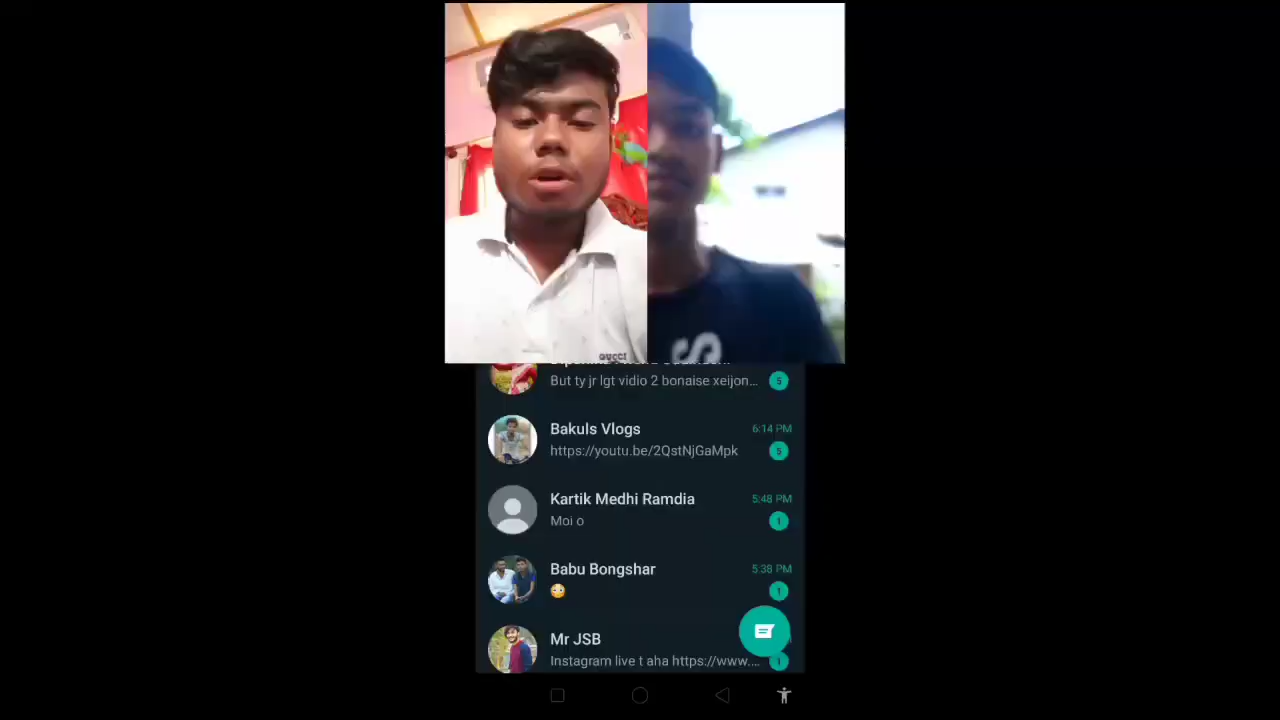 GUCCI
But ty jr lgt vidio 2 bonaise xeijon...
5
Bakuls Vlogs
6:14 PM
https://youtu.be/2QstNjGaMpk
5
Kartik Medhi Ramdia
5:48 PM
Moi o
1
Babu Bongshar
5:38 PM
😳
1
Mr JSB
Instagram live t aha https://www....
1